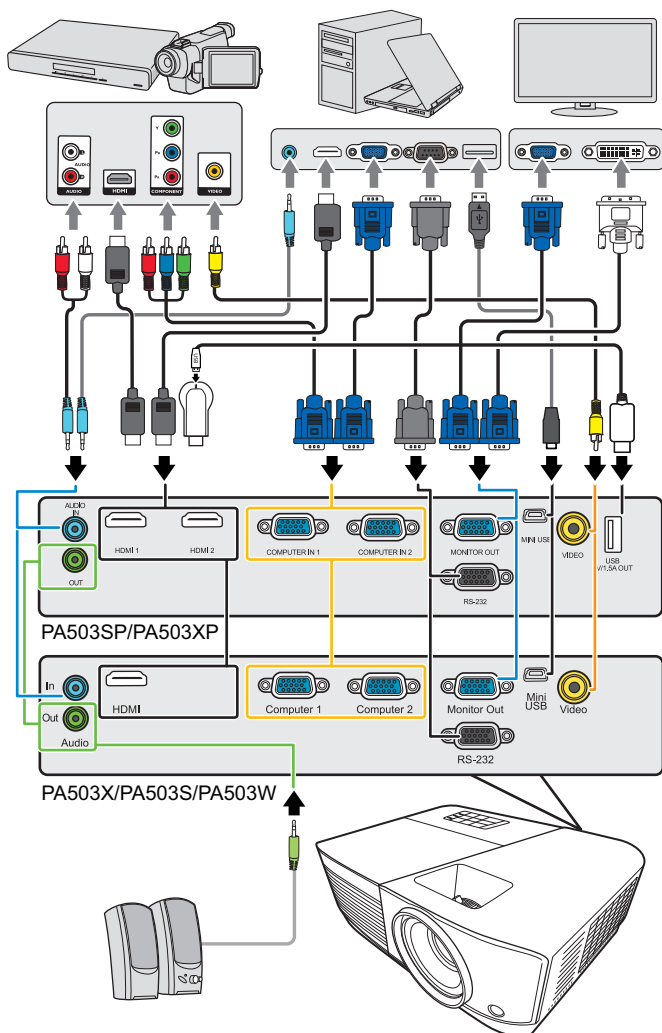 Y
AUDIO
PB
PR
AUDIO
HDMI
COMPONENT
VIDEO
USB
AUDIO
IN
OUT
HDMI 1
HDMI 2
COMPUTER IN 1
COMPUTER IN 2
MONITOR OUT
RS-232
MINI USB
VIDEO
USB
V/1.5A OUT
PA503SP/PA503XP
In
Out
Audio
HDMI
Computer 1
Computer 2
Monitor Out
RS-232
Mini
USB
Video
PA503X/PA503S/PA503W